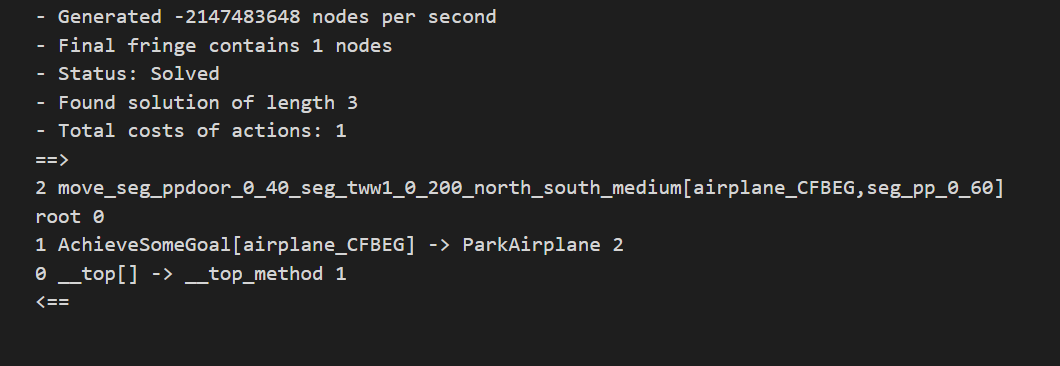 - Generated -2147483648 nodes per second
- Final fringe contains 1 nodes
- Status: Solved
- Found solution of length 3
- Total costs of actions: 1
==>
2 move_seg_ppdoor_0_40_seg_tww1_0_200_north_south_medium[airplane_CFBEG,seg_pp_0_60]
root 0
1 AchieveSomeGoal[airplane_CFBEG] -> ParkAirplane 2
0 __top[] -> __top_method 1
<==